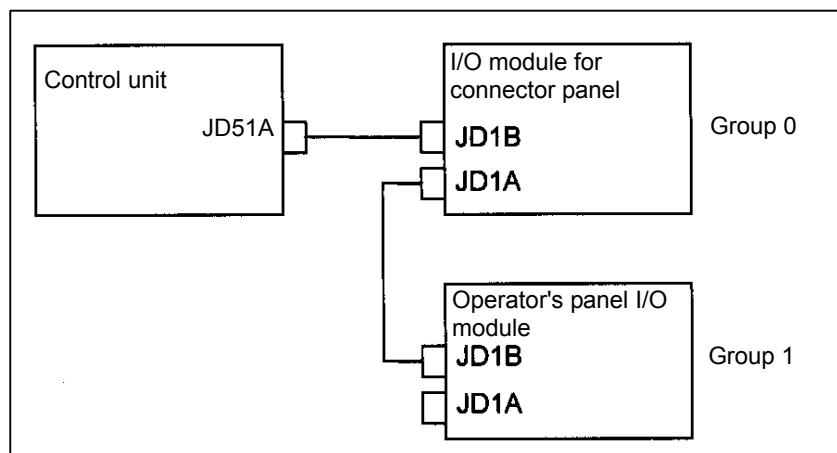 Control unit
JD51A
I/O module for
connector panel
JD1B
JD1A
Group 0
Operator's panel I/O
module
JD1B
JD1A
Group 1